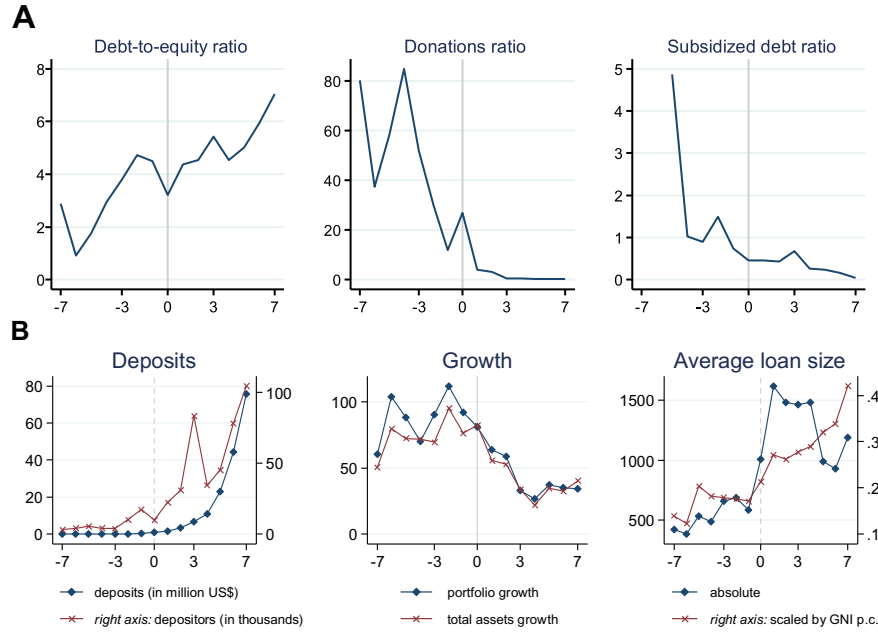 A
Debt-to-equity ratio
Donations ratio
Subsidized debt ratio
8
6
4
2
0
-7 -3 0 3 7
80
60
40
20
0
-7 -3 0 3 7
5
4
3
2
1
0
-7 -3 0 3 7
B
Deposits
Growth
Average loan size
80
60
40
20
0
100
50
0
-7 -3 0 3 7
deposits (in million US$)
right axis: depositors (in thousands)
100
50
0
-7 -3 0 3 7
portfolio growth
total assets growth
1500
1000
500
.4
.3
.2
.1
-7 -3 0 3 7
absolute
right axis: scaled by GNI p.c.